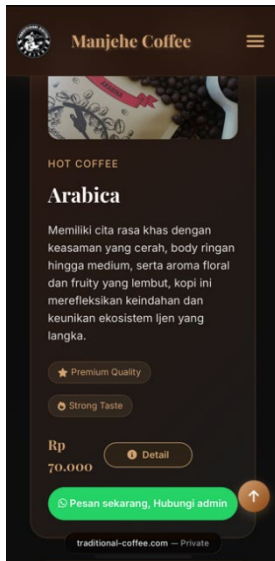 Manjehe Coffee
HOT COFFEE
Arabica
Memiliki cita rasa khas dengan
keasaman yang cerah, body ringan
hingga medium, serta aroma floral
dan fruity yang lembut, kopi ini
merefleksikan keindahan dan
keunikan ekosistem Ijen yang
langka.
Premium Quality
Strong Taste
Rp
70.000
Detail
Pesan sekarang, Hubungi admin
traditional-coffee.com — Private